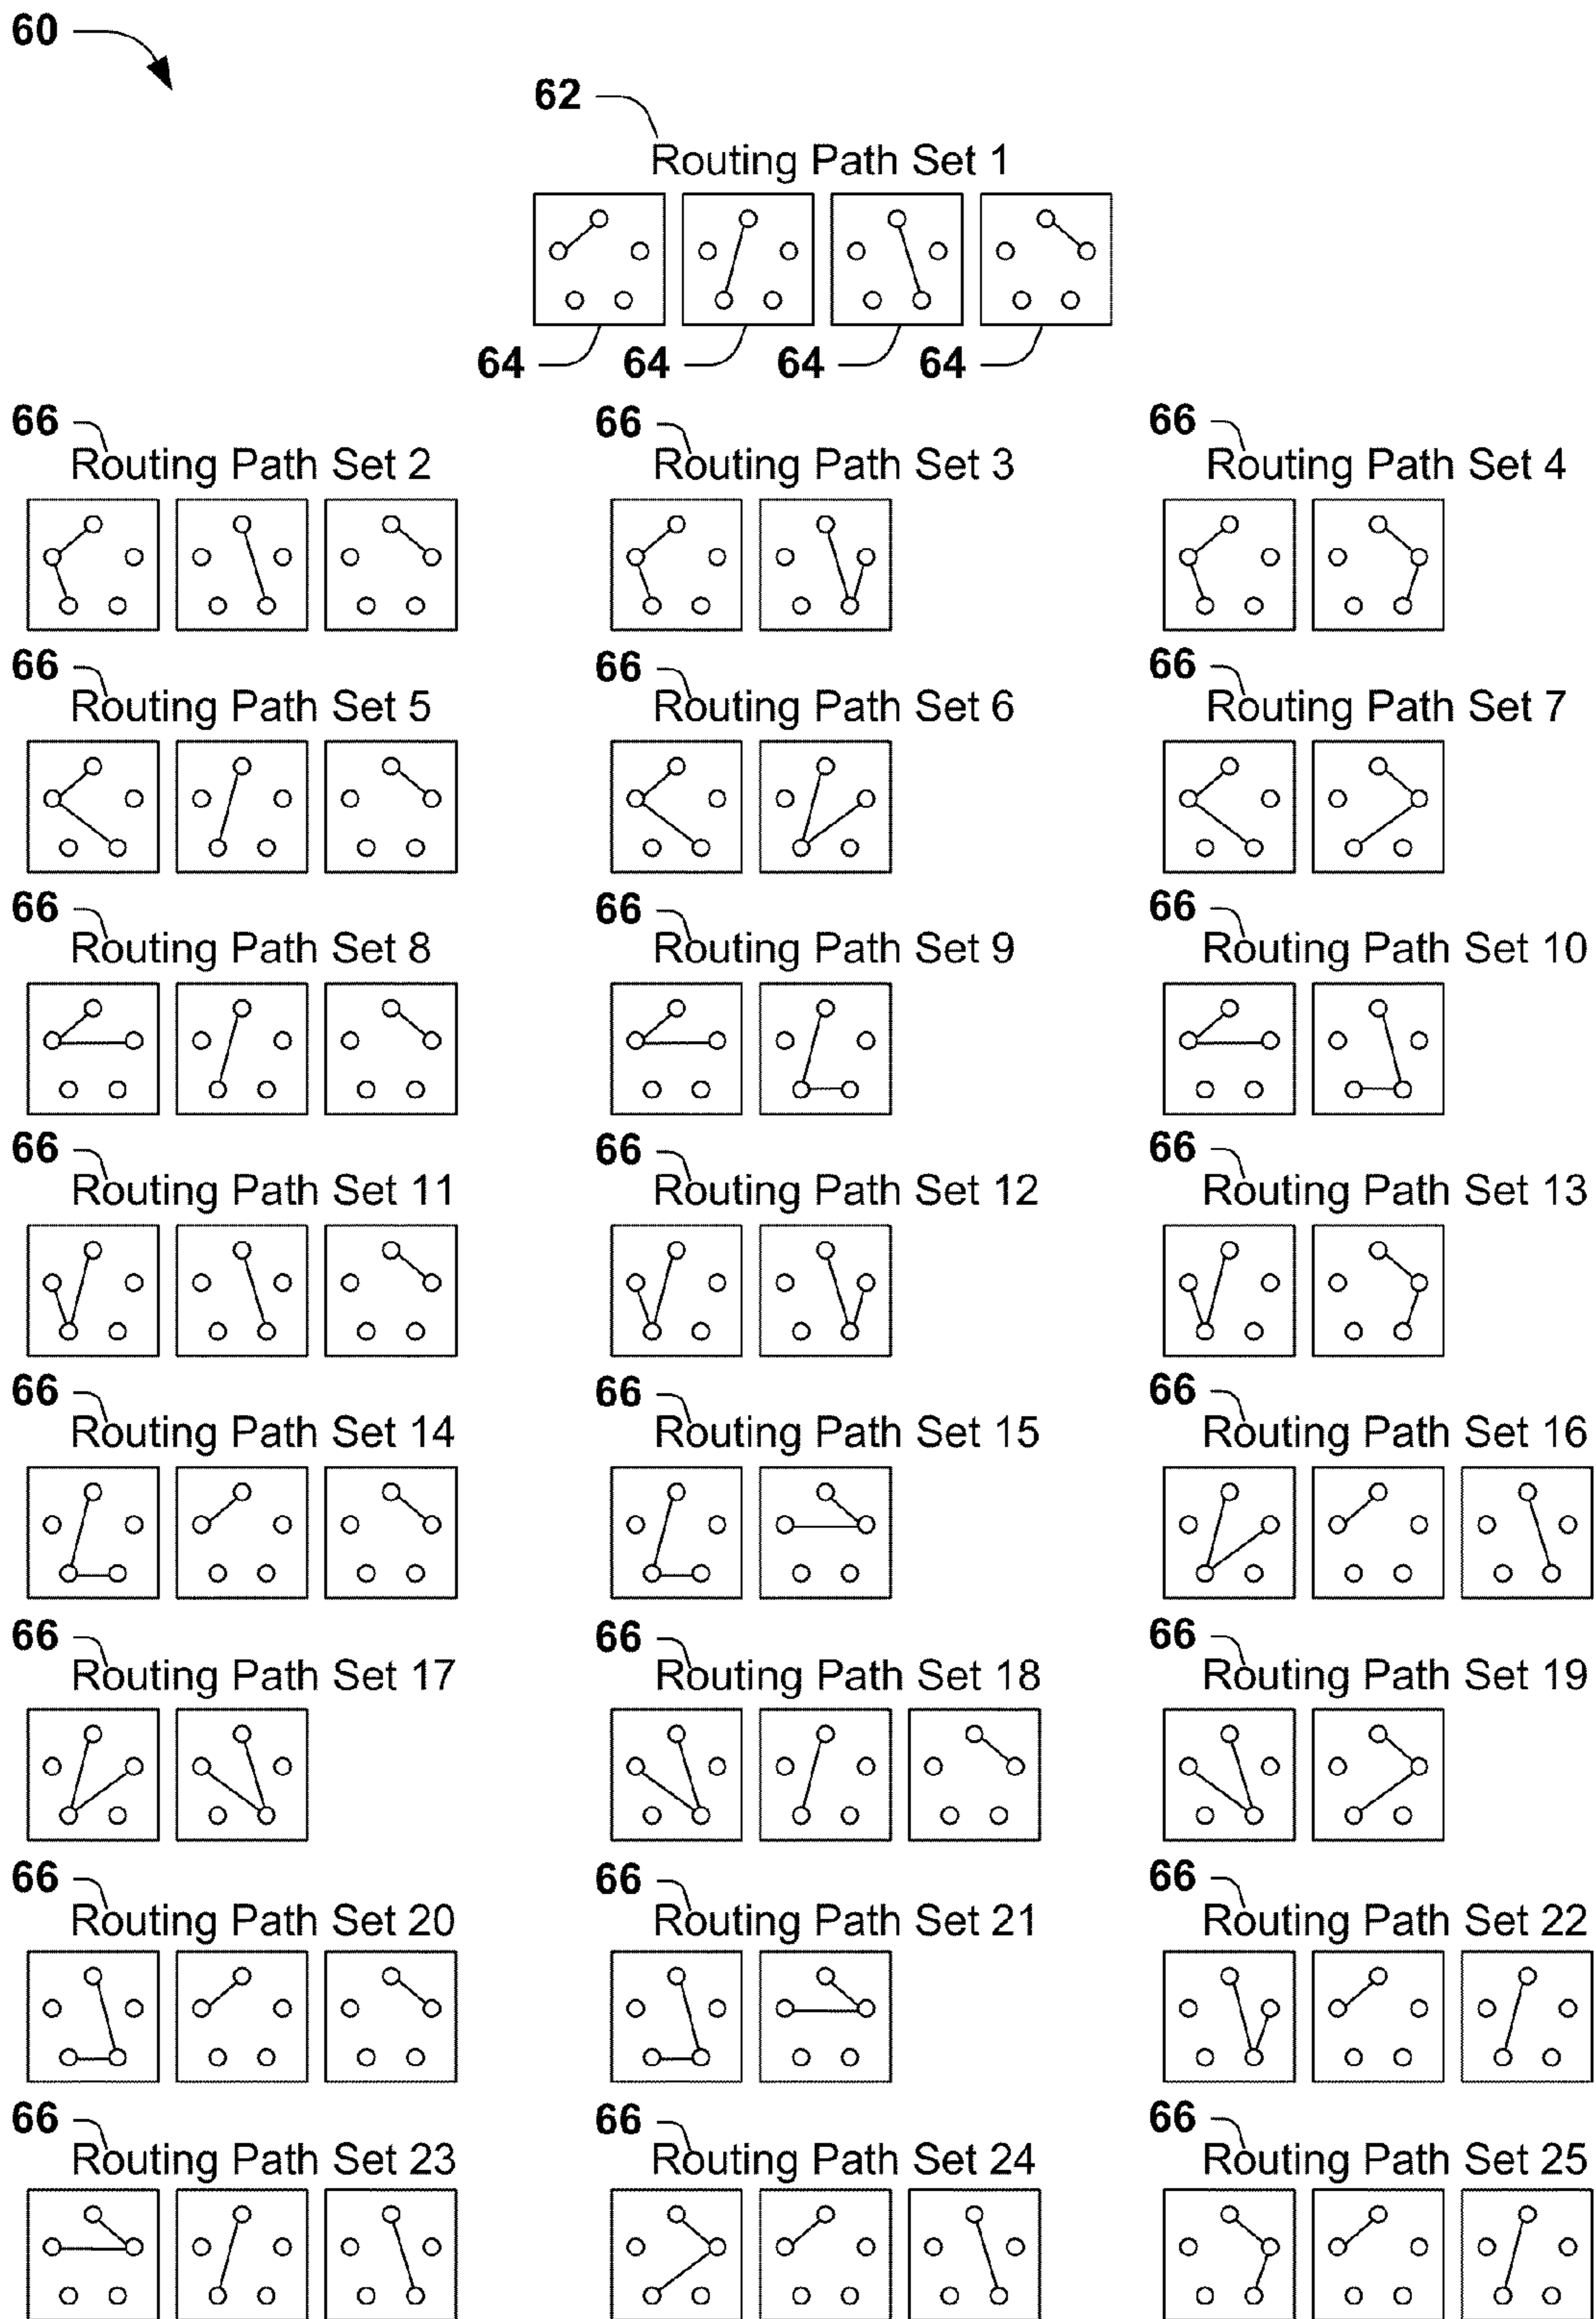 60
62
Routing Path Set 1
64 64 64 64
66 66 66
Routing Path Set 2 Routing Path Set 3 Routing Path Set 4
66 66 66
Routing Path Set 5 Routing Path Set 6 Routing Path Set 7
66 66 66
Routing Path Set 8 Routing Path Set 9 Routing Path Set 10
66 66 66
Routing Path Set 11 Routing Path Set 12 Routing Path Set 13
66 66 66
Routing Path Set 14 Routing Path Set 15 Routing Path Set 16
66 66 66
Routing Path Set 17 Routing Path Set 18 Routing Path Set 19
66 66 66
Routing Path Set 20 Routing Path Set 21 Routing Path Set 22
66 66 66
Routing Path Set 23 Routing Path Set 24 Routing Path Set 25